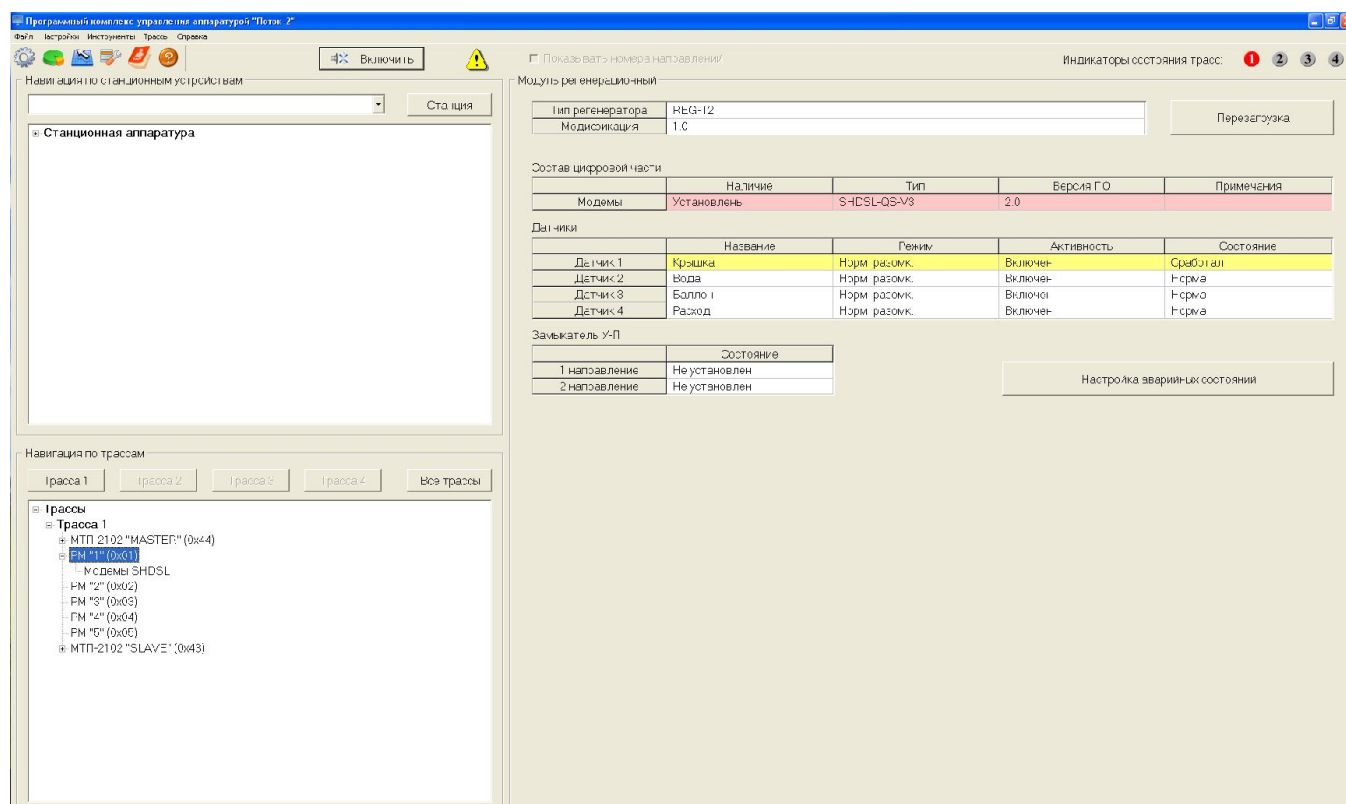 Программный комплекс управления аппаратурой "Поток-2"
Файл Настройки Инструменты Трассы Справка
Включить
Показывать номера направлений
Индикаторы состояния трасс: 1 2 3 4
Навигация по станционным устройствам
Станция
Станционная аппаратура
Навигация по трассам
Трасса 1 Трасса 2 Трасса 3 Трасса 4 Все трассы
Трассы
Трасса 1
МТП-2102 "MASTER" (0x44)
РМ "1" (0x01)
Модемы SHDSL
РМ "2" (0x02)
РМ "3" (0x03)
РМ "4" (0x04)
РМ "5" (0x05)
МТП-2102 "SLAVE" (0x43)
Модуль регенерационный
Тип регенератора REG-T2
Модификация 1.0
Перезагрузка
Состав цифровой части
Наличие Тип Версия ПО Примечания
Модемы Установлены SHDSL-QS-V3 2.0
Датчики
Название Режим Активность Состояние
Датчик 1 Крышка Норм. разомк. Включен Сработал
Датчик 2 Вода Норм. разомк. Включен Норма
Датчик 3 Баллон Норм. разомк. Включен Норма
Датчик 4 Расход Норм. разомк. Включен Норма
Замыкатель У-П
Состояние
1 направление Не установлен
2 направление Не установлен
Настройка аварийных состояний